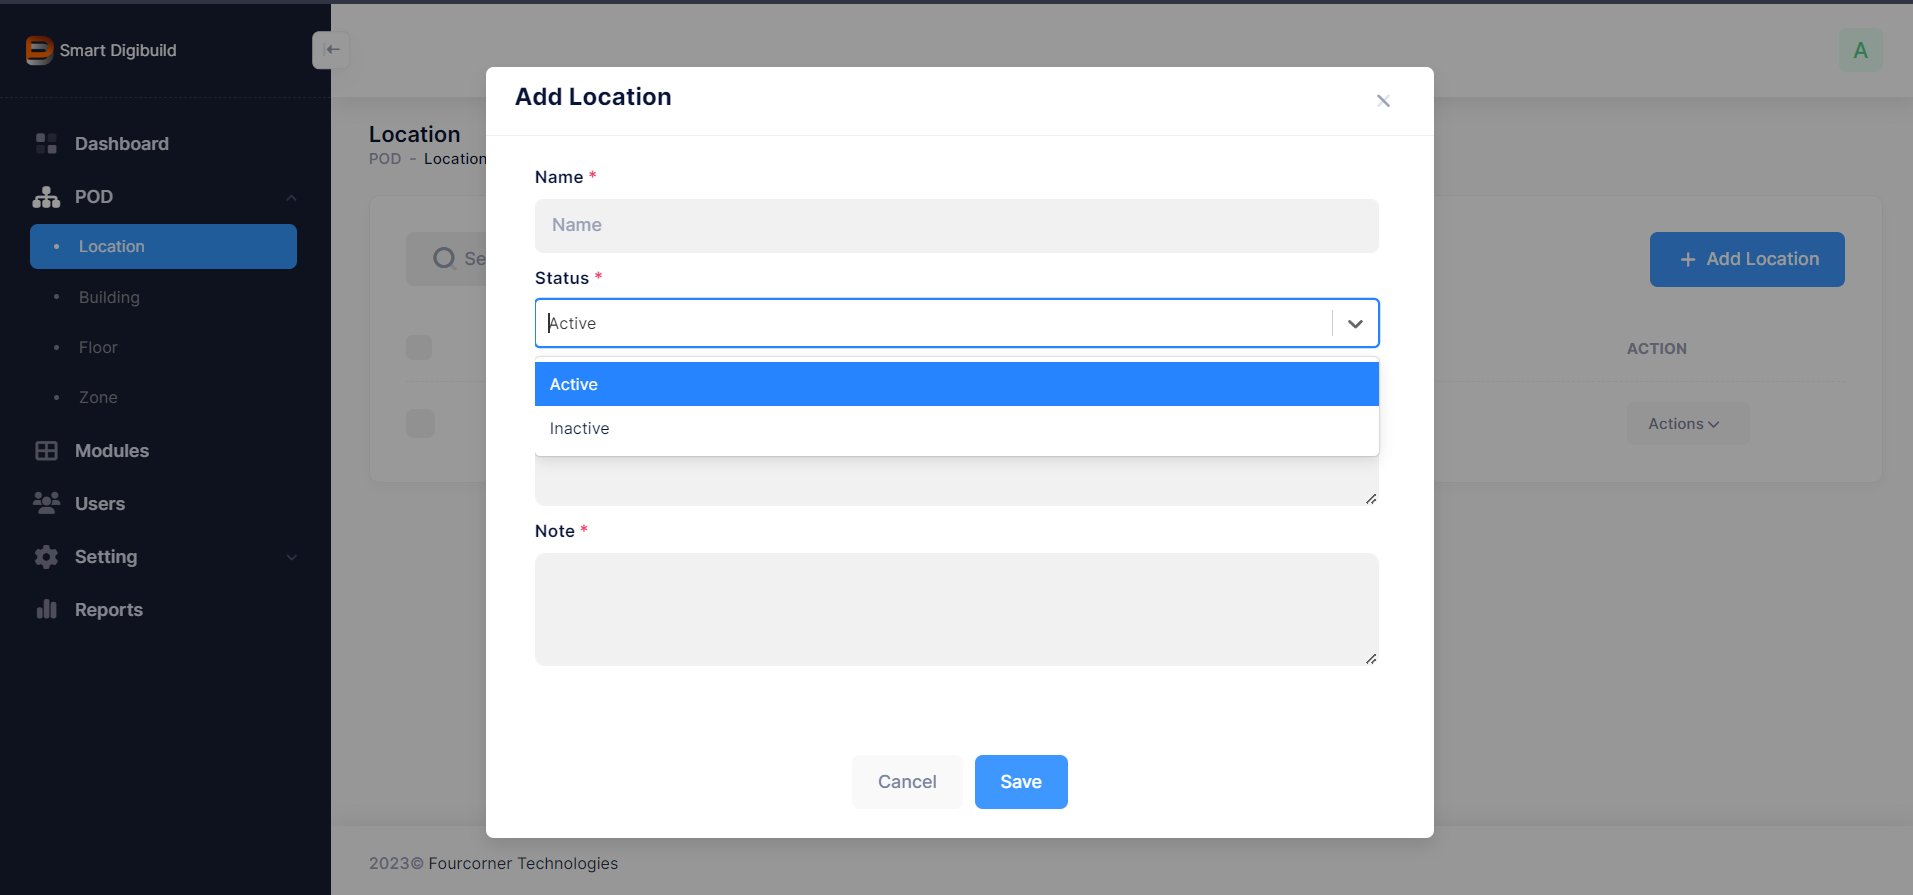 Smart Digibuild
A
Dashboard
POD
Location
Building
Floor
Zone
Modules
Users
Setting
Reports
Location
POD - Location
Se
Add Location
ACTION
Actions
Add Location
Name *
Name
Status *
Active
Active
Inactive
Note *
Cancel
Save
2023© Fourcorner Technologies